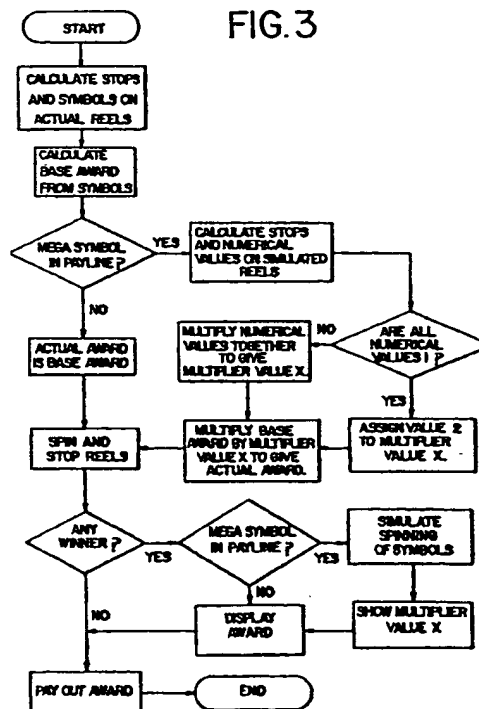 FIG. 3
START
CALCULATE STOPS
AND SYMBOLS ON
ACTUAL REELS
CALCULATE
BASE AWARD
FROM SYMBOLS
MEGA SYMBOL
IN PAYLINE?
YES
CALCULATE STOPS
AND NUMERICAL
VALUES ON SIMULATED
REELS
NO
ARE ALL
NUMERICAL
VALUES 1?
NO
MULTIPLY NUMERICAL
VALUES TOGETHER
TO GIVE
MULTIPLIER VALUE X.
ACTUAL AWARD
IS BASE AWARD
YES
ASSIGN VALUE 2
TO MULTIPLIER
VALUE X.
MULTIPLY BASE
AWARD BY MULTIPLIER
VALUE X TO GIVE
ACTUAL AWARD.
SPIN AND
STOP REELS
ANY
WINNER?
YES
MEGA SYMBOL
IN PAYLINE?
YES
SIMULATE
SPINNING
OF SYMBOLS
NO
NO
DISPLAY
AWARD
SHOW MULTIPLIER
VALUE X
PAY OUT AWARD
END